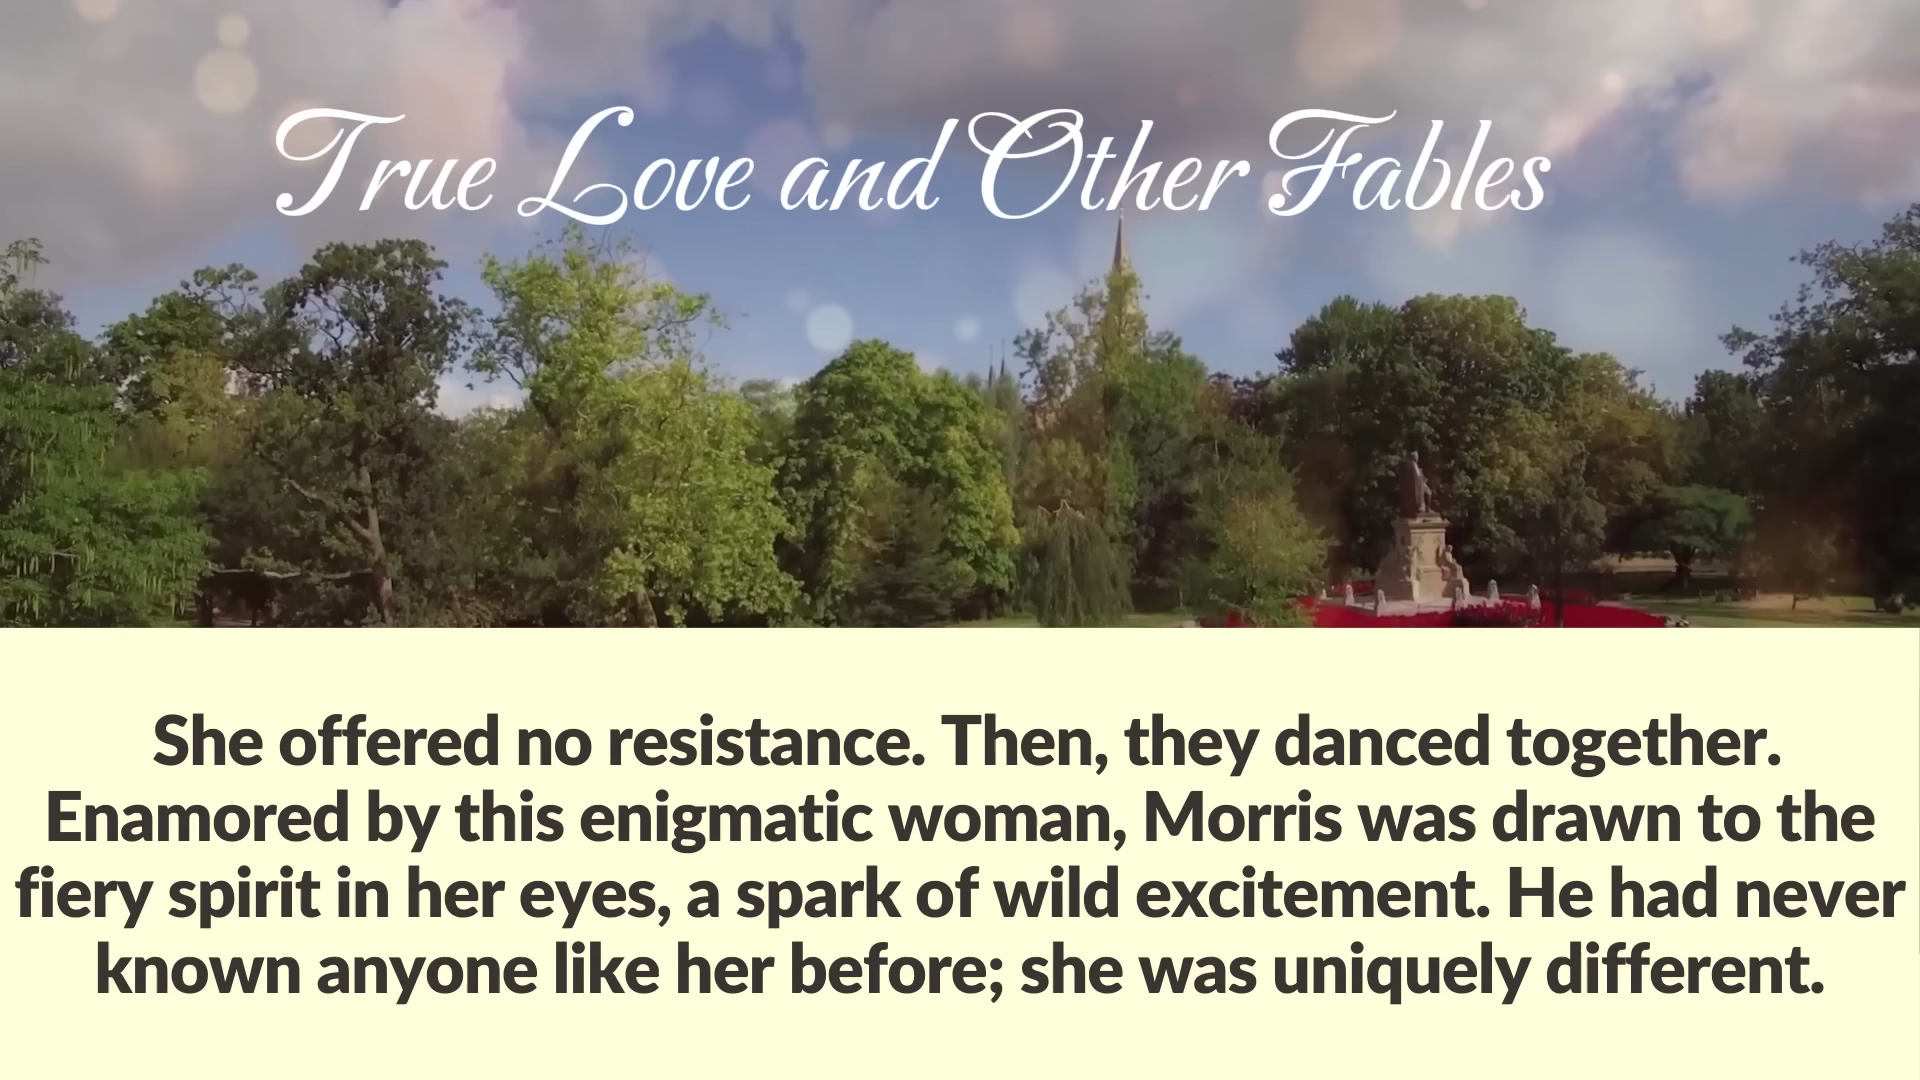 True Love and Other Fables
She offered no resistance. Then, they danced together.
Enamored by this enigmatic woman, Morris was drawn to the
fiery spirit in her eyes, a spark of wild excitement. He had never
known anyone like her before; she was uniquely different.